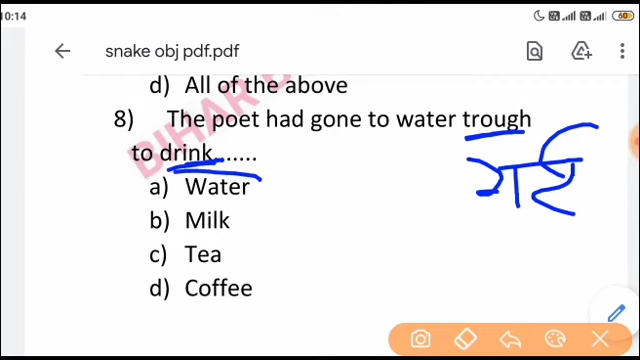 10:14
60
snake obj pdf.pdf
d) All of the above
8) The poet had gone to water trough
to drink.......
a) Water
b) Milk
c) Tea
d) Coffee